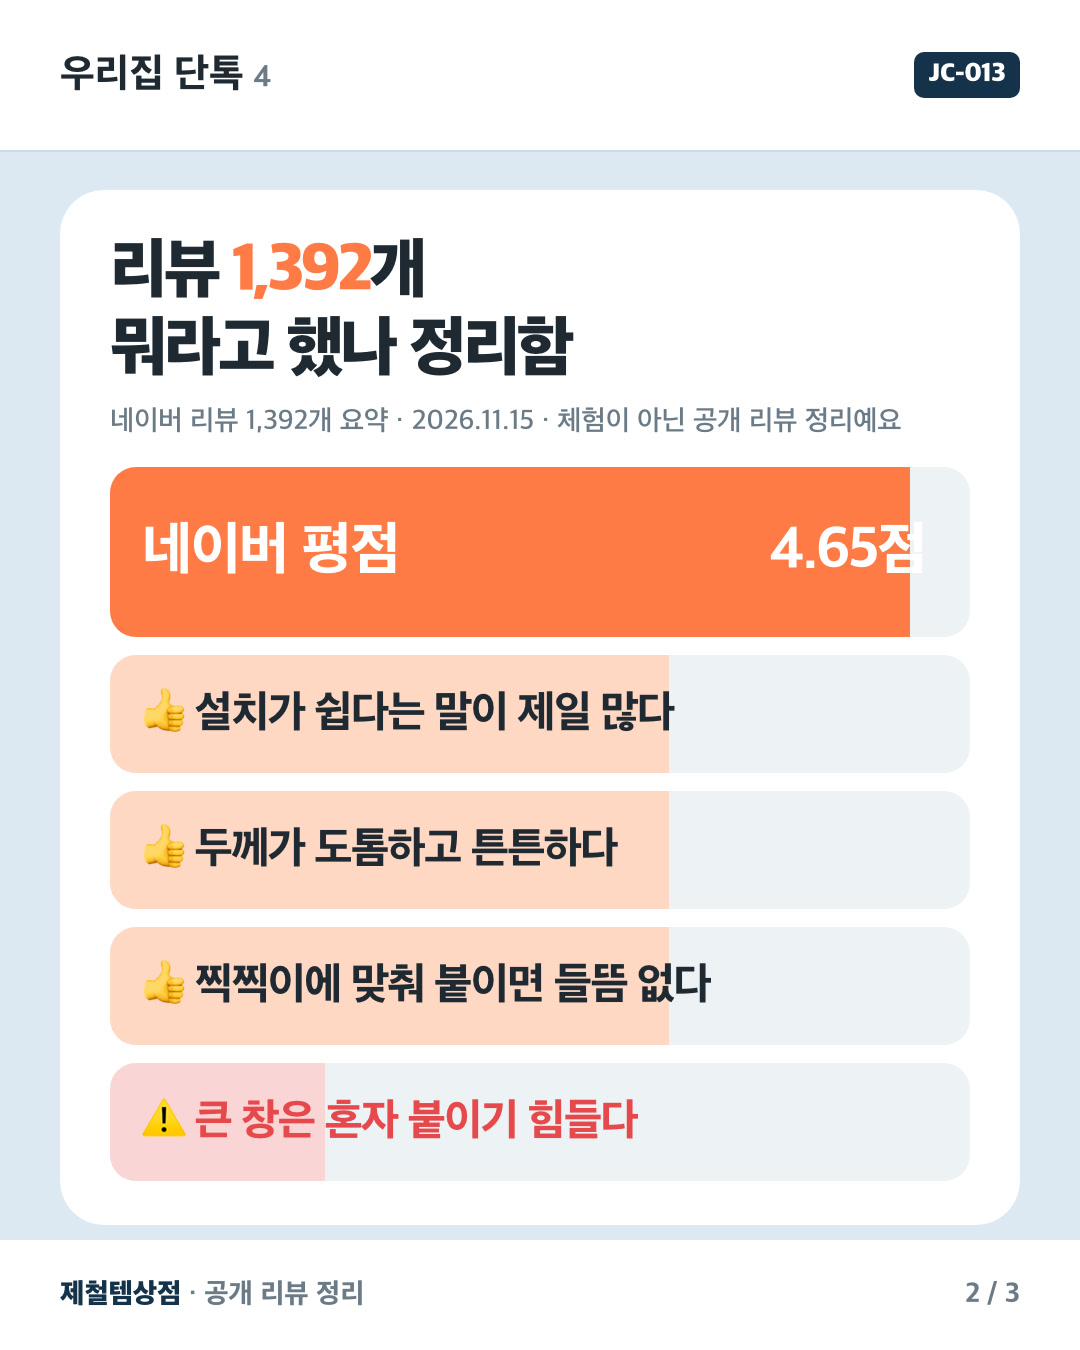 우리집 단톡 4
JC-013
리뷰 1,392개
뭐라고 했나 정리함
네이버 리뷰 1,392개 요약 · 2026.11.15 · 체험이 아닌 공개 리뷰 정리예요
네이버 평점 4.65점
👍 설치가 쉽다는 말이 제일 많다
👍 두께가 도톰하고 튼튼하다
👍 찍찍이에 맞춰 붙이면 들뜸 없다
⚠️ 큰 창은 혼자 붙이기 힘들다
제철템상점 · 공개 리뷰 정리
2 / 3